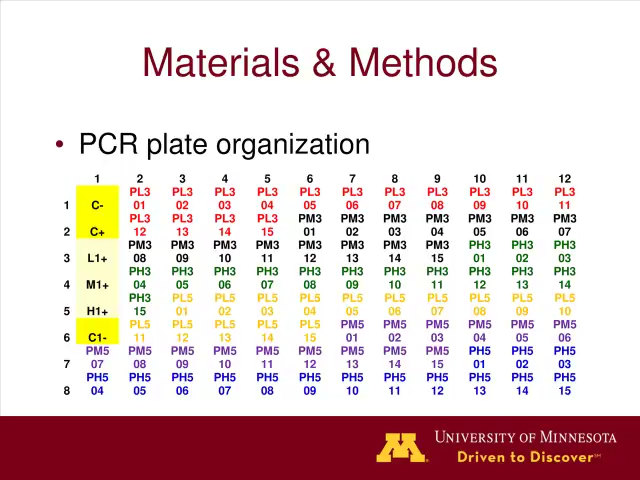 Materials & Methods
• PCR plate organization
1 2 3 4 5 6 7 8 9 10 11 12
PL3 PL3 PL3 PL3 PL3 PL3 PL3 PL3 PL3 PL3 PL3
1 C- 01 02 03 04 05 06 07 08 09 10 11
PL3 PL3 PL3 PL3 PM3 PM3 PM3 PM3 PM3 PM3 PM3
2 C+ 12 13 14 15 01 02 03 04 05 06 07
PM3 PM3 PM3 PM3 PM3 PM3 PM3 PM3 PH3 PH3 PH3
3 L1+ 08 09 10 11 12 13 14 15 01 02 03
PH3 PH3 PH3 PH3 PH3 PH3 PH3 PH3 PH3 PH3 PH3
4 M1+ 04 05 06 07 08 09 10 11 12 13 14
PH3 PL5 PL5 PL5 PL5 PL5 PL5 PL5 PL5 PL5 PL5
5 H1+ 15 01 02 03 04 05 06 07 08 09 10
PL5 PL5 PL5 PL5 PL5 PM5 PM5 PM5 PM5 PM5 PM5
6 C1- 11 12 13 14 15 01 02 03 04 05 06
PM5 PM5 PM5 PM5 PM5 PM5 PM5 PM5 PM5 PH5 PH5 PH5
7 07 08 09 10 11 12 13 14 15 01 02 03
PH5 PH5 PH5 PH5 PH5 PH5 PH5 PH5 PH5 PH5 PH5 PH5
8 04 05 06 07 08 09 10 11 12 13 14 15
M UNIVERSITY OF MINNESOTA
Driven to Discover℠